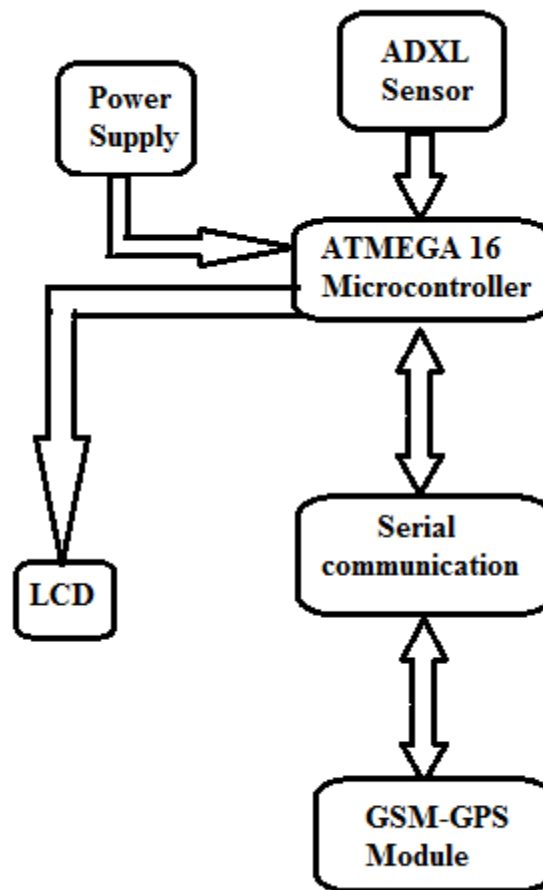 ADXL
Sensor
Power
Supply
ATMEGA 16
Microcontroller
Serial
communication
LCD
GSM-GPS
Module